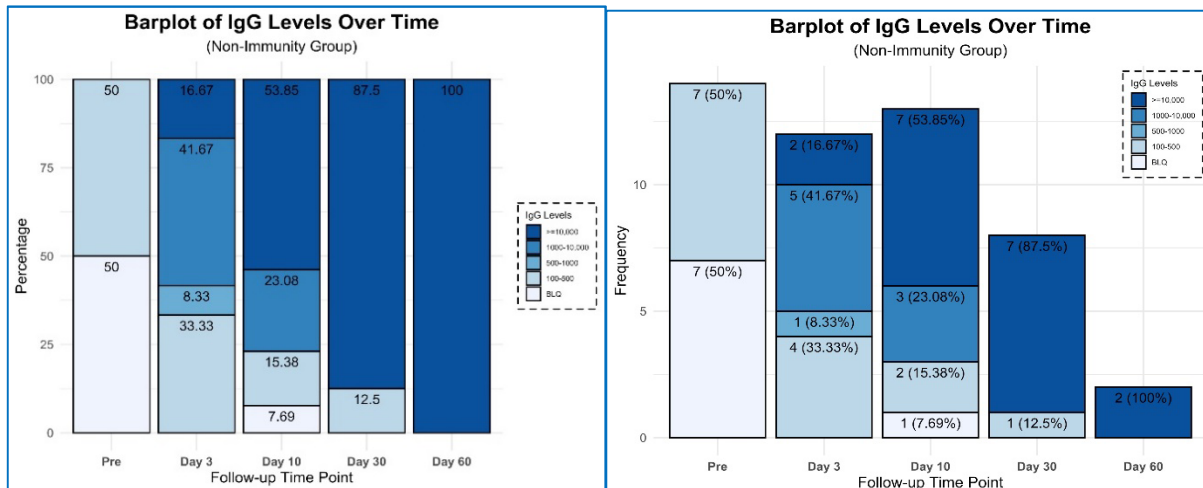 Barplot of IgG Levels Over Time
(Non-Immunity Group)
Percentage
100
75
50
25
0
50
50
16.67
41.67
8.33
33.33
53.85
23.08
15.38
7.69
87.5
12.5
100
IgG Levels
>=10,000
1000-10,000
500-1000
100-500
BLQ
Pre
Day 3
Day 10
Day 30
Day 60
Follow-up Time Point
Barplot of IgG Levels Over Time
(Non-Immunity Group)
Frequency
10
5
0
7 (50%)
7 (50%)
2 (16.67%)
5 (41.67%)
1 (8.33%)
4 (33.33%)
7 (53.85%)
3 (23.08%)
2 (15.38%)
1 (7.69%)
7 (87.5%)
1 (12.5%)
2 (100%)
IgG Levels
>=10,000
1000-10,000
500-1000
100-500
BLQ
Pre
Day 3
Day 10
Day 30
Day 60
Follow-up Time Point